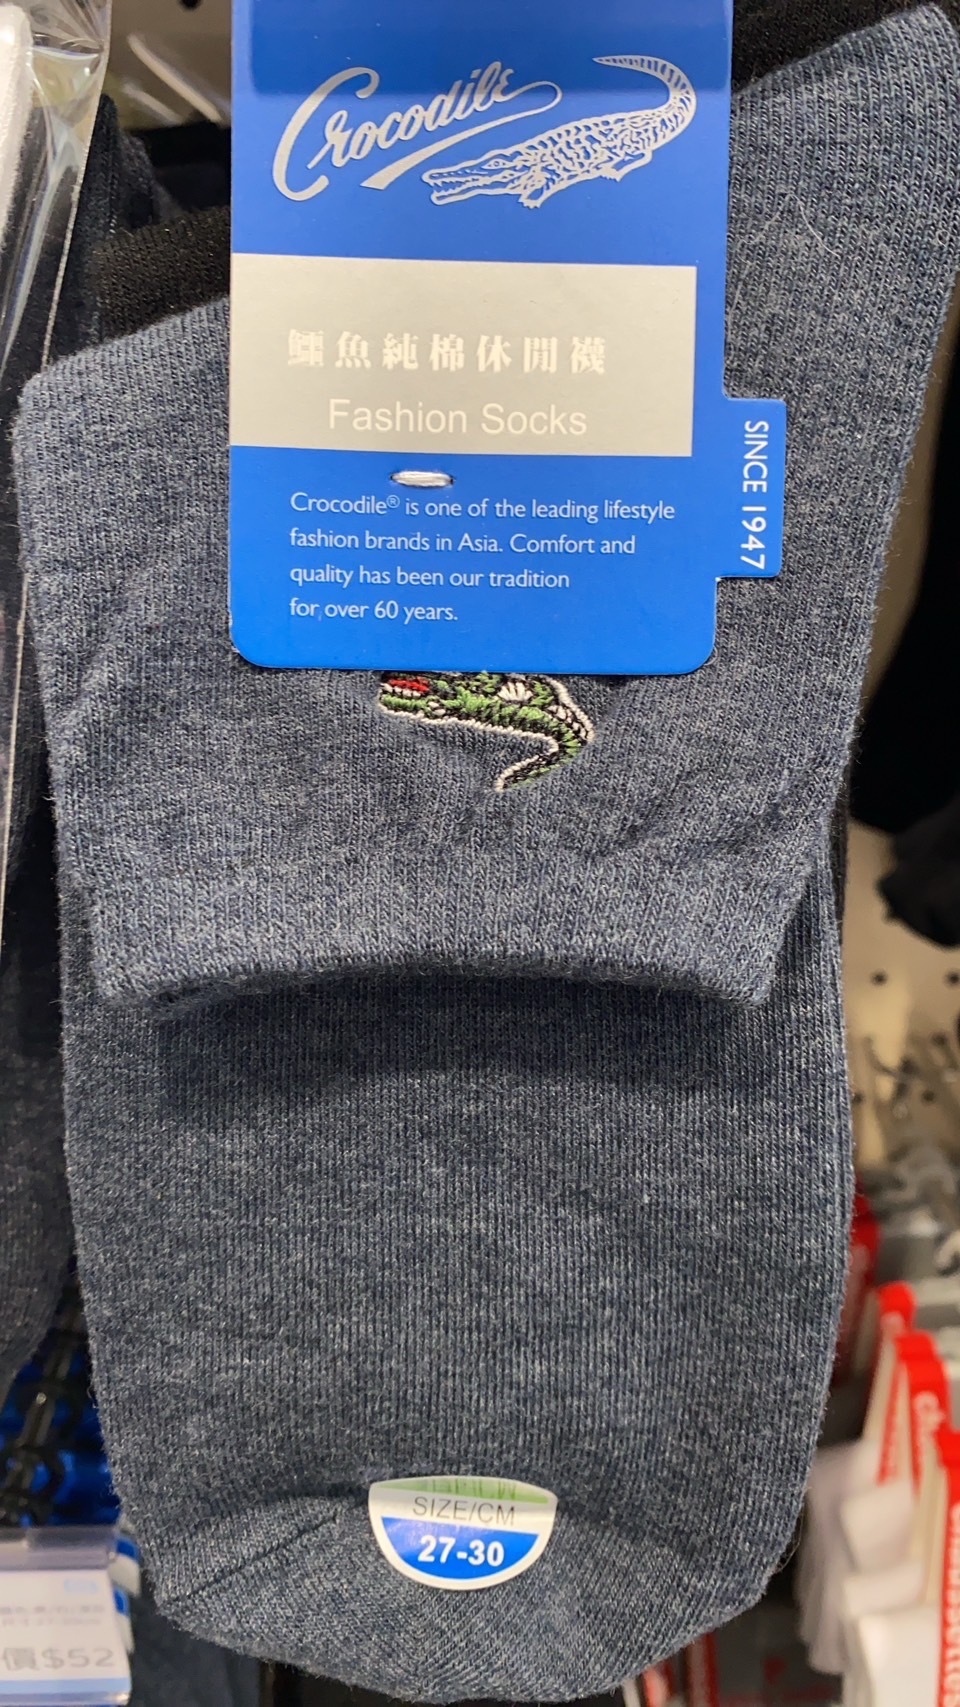 Crocodile
鱷魚純棉休閒襪
Fashion Socks
Crocodile® is one of the leading lifestyle
fashion brands in Asia. Comfort and
quality has been our tradition
for over 60 years.
SINCE 1947
SIZE/CM
27-30
價$52